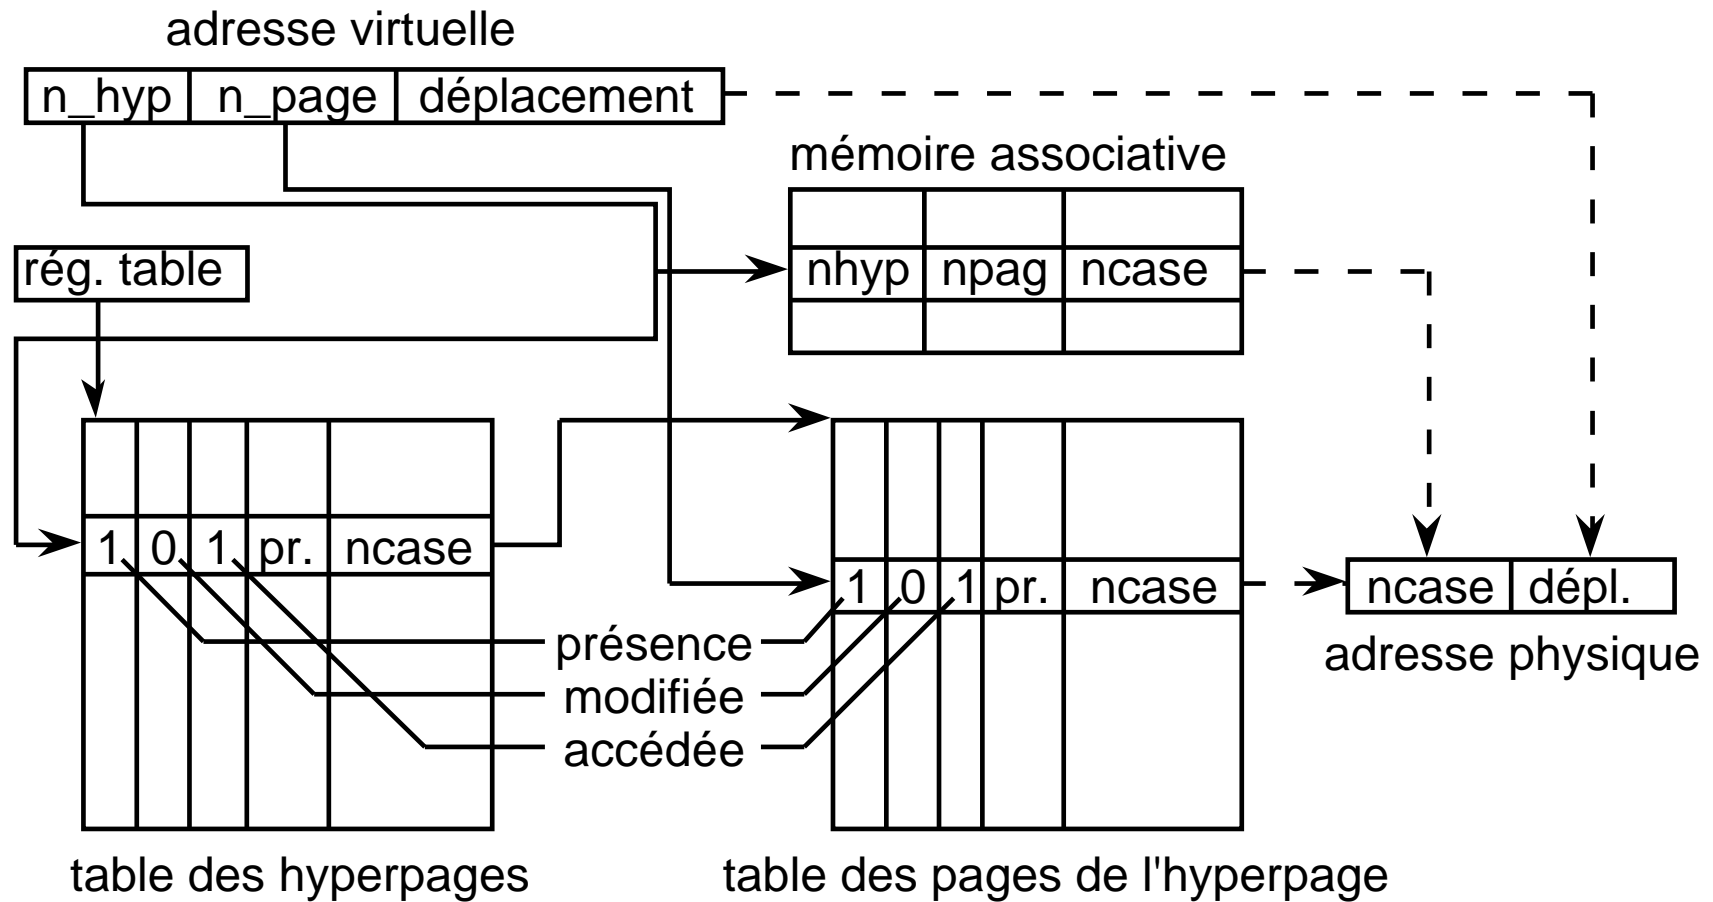 adresse virtuelle
n_hyp n_page déplacement
mémoire associative
rég. table
nhyp npag ncase
1 0 1 pr. ncase
1 0 1 pr. ncase
ncase dépl.
présence
modifiée
accédée
adresse physique
table des hyperpages
table des pages de l'hyperpage